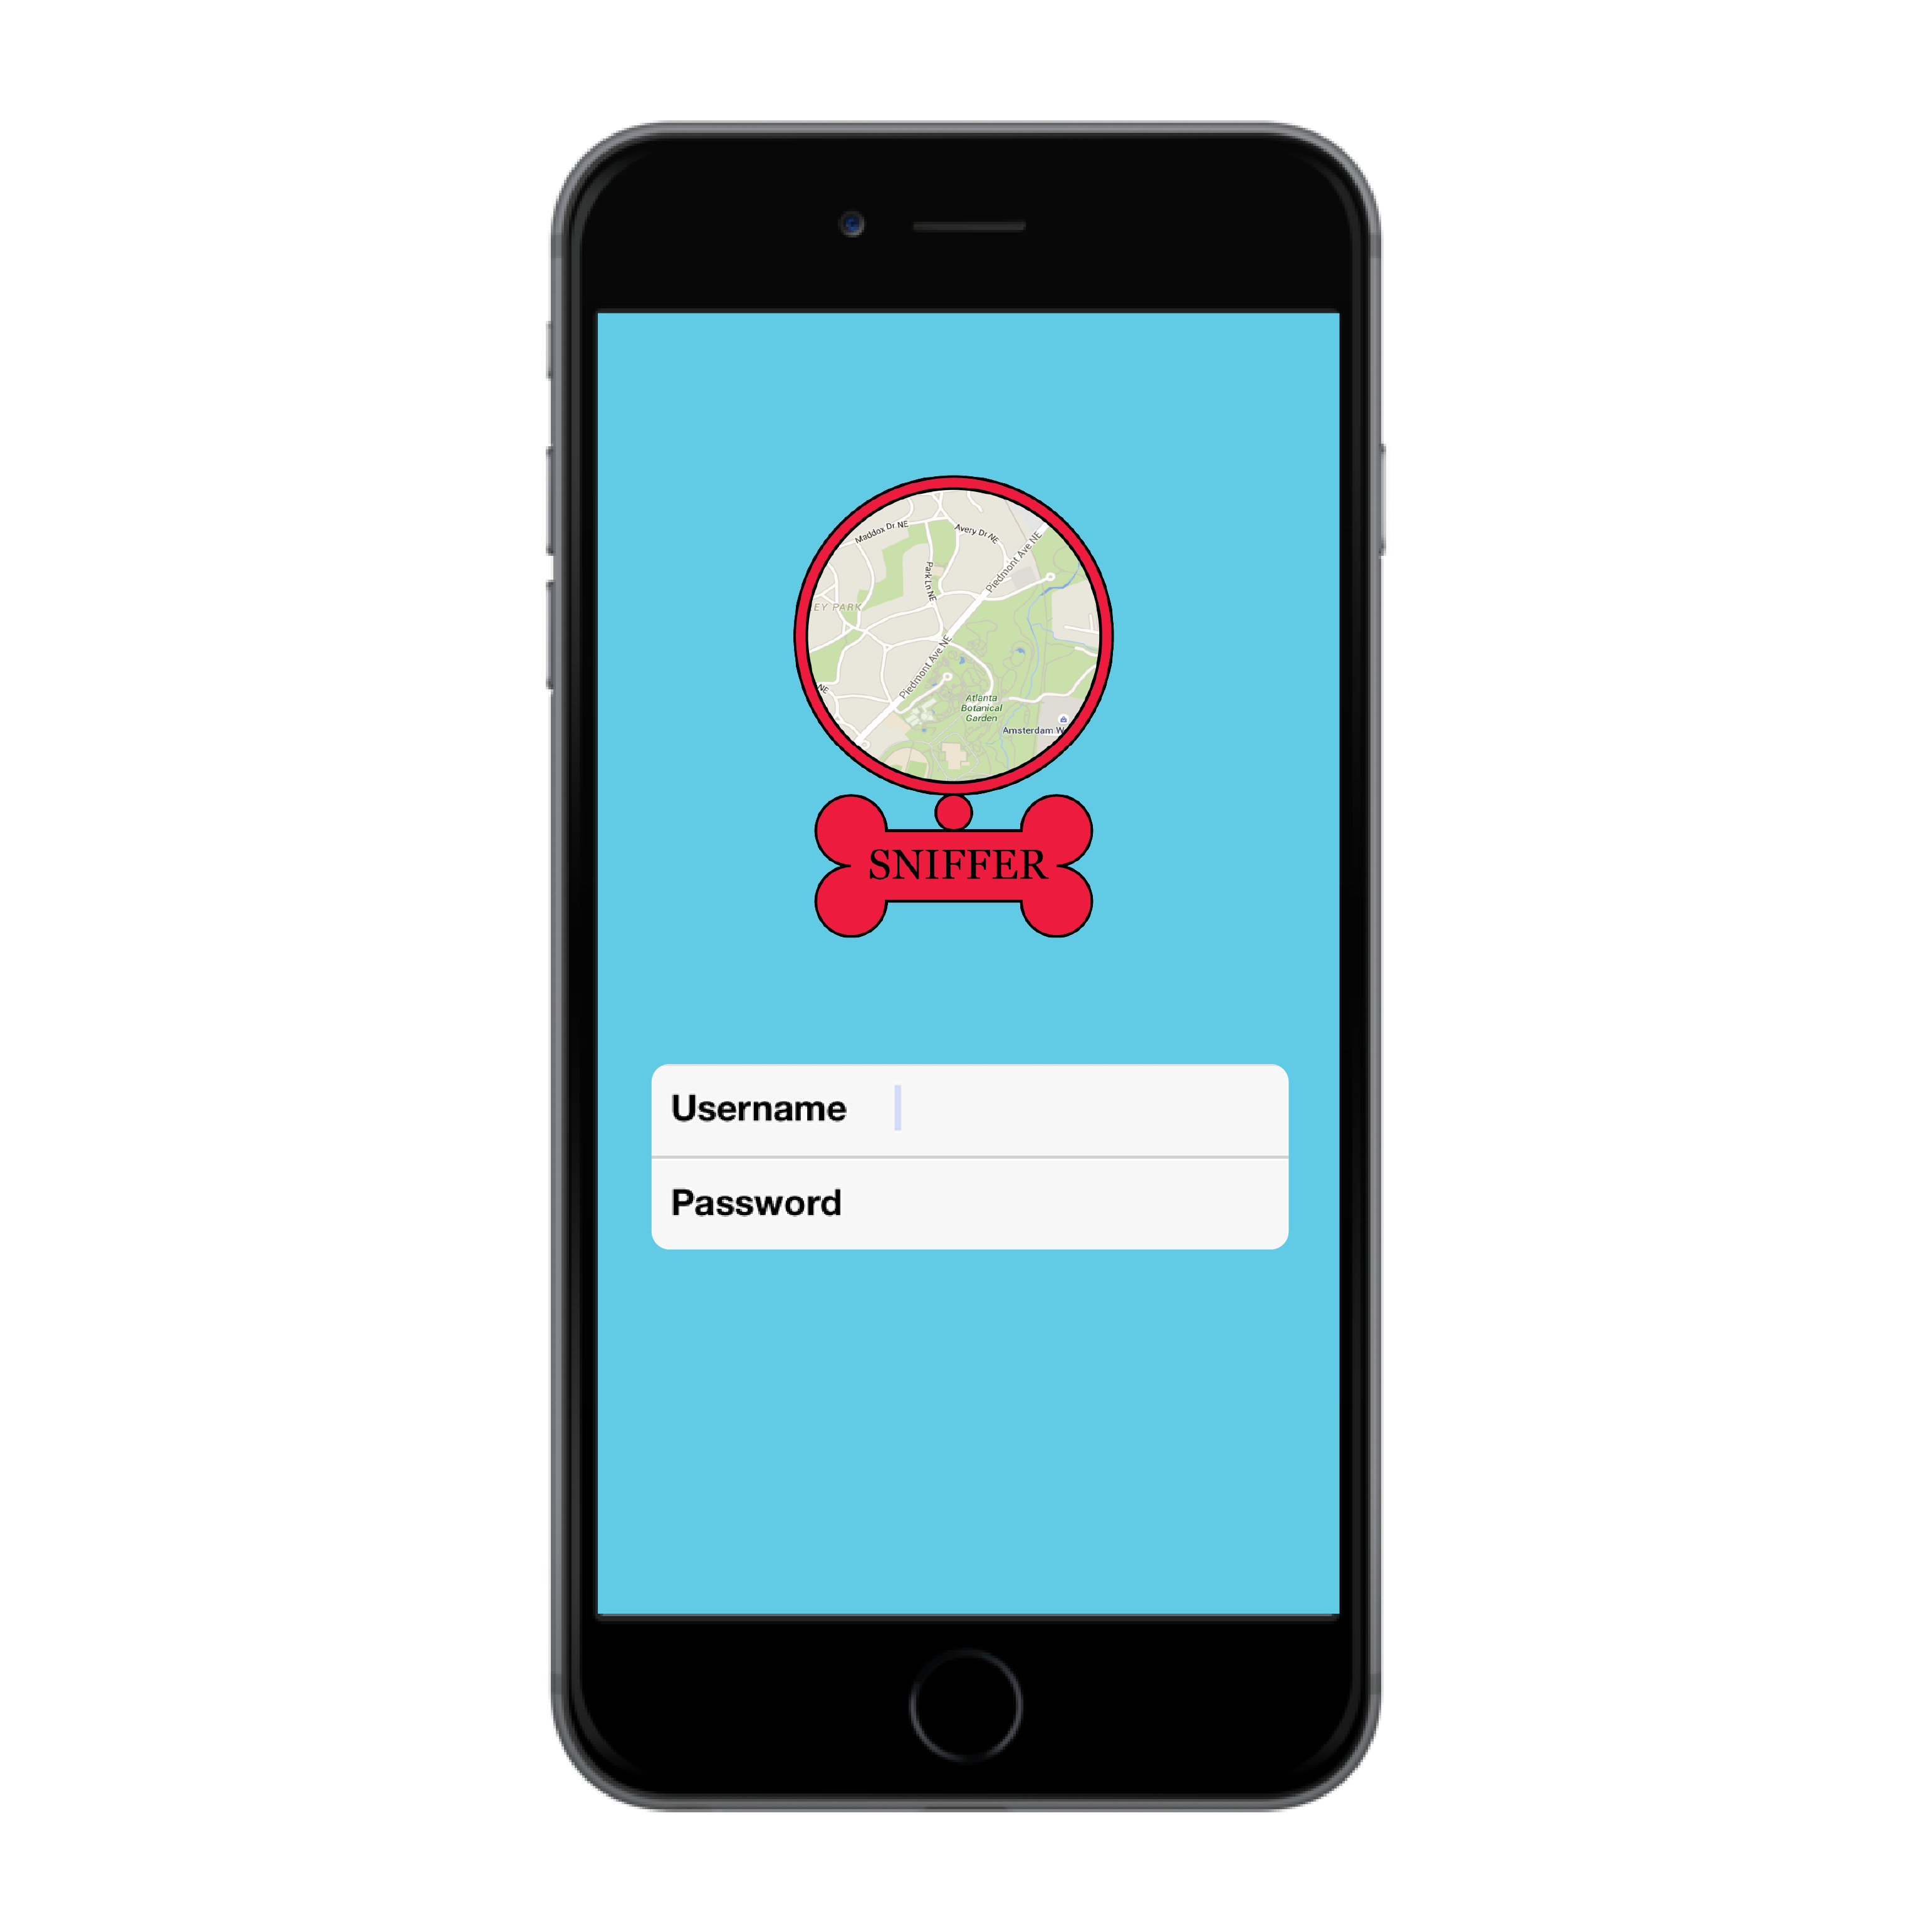 Maddox Dr NE
Avery Dr NE
Piedmont Ave NE
Park Ln NE
EY PARK
Piedmont Ave NE
NE
Atlanta
Botanical
Garden
Amsterdam W
SNIFFER
Username
Password